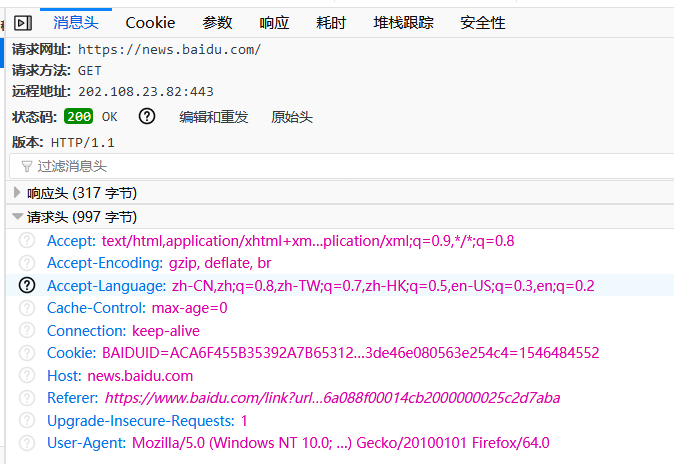 消息头 Cookie 参数 响应 耗时 堆栈跟踪 安全性
请求网址: https://news.baidu.com/
请求方法: GET
远程地址: 202.108.23.82:443
状态码: 200 OK ? 编辑和重发 原始头
版本: HTTP/1.1
过滤消息头
响应头 (317 字节)
请求头 (997 字节)
? Accept: text/html,application/xhtml+xm…plication/xml;q=0.9,*/*;q=0.8
? Accept-Encoding: gzip, deflate, br
? Accept-Language: zh-CN,zh;q=0.8,zh-TW;q=0.7,zh-HK;q=0.5,en-US;q=0.3,en;q=0.2
? Cache-Control: max-age=0
? Connection: keep-alive
? Cookie: BAIDUID=ACA6F455B35392A7B65312…3de46e080563e254c4=1546484552
? Host: news.baidu.com
? Referer: https://www.baidu.com/link?url…6a088f00014cb2000000025c2d7aba
? Upgrade-Insecure-Requests: 1
? User-Agent: Mozilla/5.0 (Windows NT 10.0; …) Gecko/20100101 Firefox/64.0